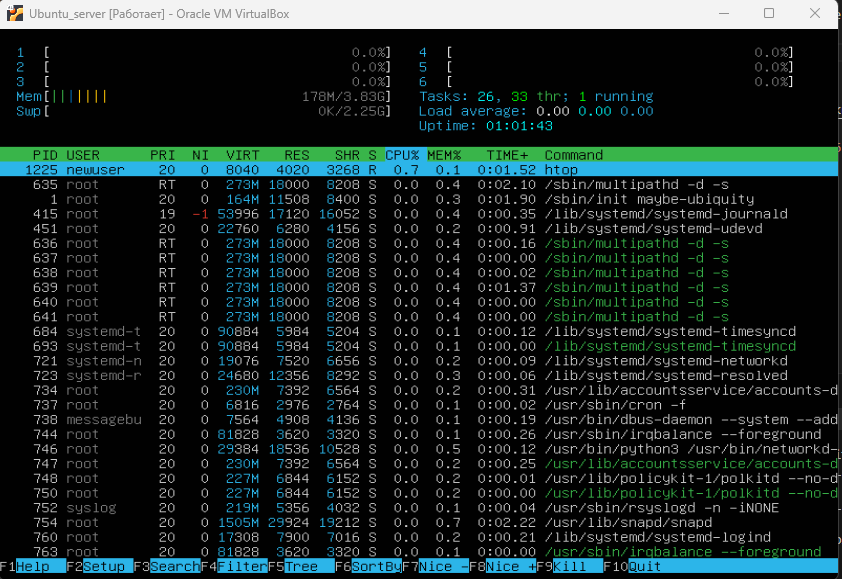 Ubuntu_server [Работает] - Oracle VM VirtualBox
1 [ 0.0%] 4 [ 0.0%]
2 [ 0.0%] 5 [ 0.0%]
3 [ 0.0%] 6 [ 0.0%]
Mem[|||||||| 178M/3.83G] Tasks: 26, 33 thr; 1 running
Swp[ 0K/2.25G] Load average: 0.00 0.00 0.00
Uptime: 01:01:43
PID USER PRI NI VIRT RES SHR S CPU% MEM% TIME+ Command
1225 newuser 20 0 8040 4020 3268 R 0.7 0.1 0:01.52 htop
635 root RT 0 273M 18000 8208 S 0.0 0.4 0:02.10 /sbin/multipathd -d -s
1 root 20 0 164M 11508 8400 S 0.0 0.3 0:01.90 /sbin/init maybe-ubiquity
415 root 19 -1 53996 17120 16052 S 0.0 0.4 0:00.35 /lib/systemd/systemd-journald
451 root 20 0 22760 6280 4156 S 0.0 0.2 0:00.91 /lib/systemd/systemd-udevd
636 root RT 0 273M 18000 8208 S 0.0 0.4 0:00.16 /sbin/multipathd -d -s
637 root RT 0 273M 18000 8208 S 0.0 0.4 0:00.00 /sbin/multipathd -d -s
638 root RT 0 273M 18000 8208 S 0.0 0.4 0:00.02 /sbin/multipathd -d -s
639 root RT 0 273M 18000 8208 S 0.0 0.4 0:01.37 /sbin/multipathd -d -s
640 root RT 0 273M 18000 8208 S 0.0 0.4 0:00.00 /sbin/multipathd -d -s
641 root RT 0 273M 18000 8208 S 0.0 0.4 0:00.00 /sbin/multipathd -d -s
684 systemd-t 20 0 90884 5984 5204 S 0.0 0.1 0:00.12 /lib/systemd/systemd-timesyncd
693 systemd-t 20 0 90884 5984 5204 S 0.0 0.1 0:00.00 /lib/systemd/systemd-timesyncd
721 systemd-n 20 0 19076 7520 6656 S 0.0 0.2 0:00.09 /lib/systemd/systemd-networkd
723 systemd-r 20 0 24680 12356 8292 S 0.0 0.3 0:00.06 /lib/systemd/systemd-resolved
734 root 20 0 230M 7392 6564 S 0.0 0.2 0:00.31 /usr/lib/accountsservice/accounts-d
737 root 20 0 6816 2976 2764 S 0.0 0.1 0:00.02 /usr/sbin/cron -f
738 messagebu 20 0 7564 4908 4136 S 0.0 0.1 0:00.19 /usr/bin/dbus-daemon --system --add
744 root 20 0 81828 3620 3320 S 0.0 0.1 0:00.26 /usr/sbin/irqbalance --foreground
746 root 20 0 29384 18536 10528 S 0.0 0.5 0:00.12 /usr/bin/python3 /usr/bin/networkd-
747 root 20 0 230M 7392 6564 S 0.0 0.2 0:00.25 /usr/lib/accountsservice/accounts-d
748 root 20 0 227M 6844 6152 S 0.0 0.2 0:00.01 /usr/lib/policykit-1/polkitd --no-d
750 root 20 0 227M 6844 6152 S 0.0 0.2 0:00.00 /usr/lib/policykit-1/polkitd --no-d
752 syslog 20 0 219M 5356 4032 S 0.0 0.1 0:00.04 /usr/sbin/rsyslogd -n -iNONE
754 root 20 0 1505M 29924 19212 S 0.0 0.7 0:02.22 /usr/lib/snapd/snapd
760 root 20 0 17308 7900 7016 S 0.0 0.2 0:00.21 /lib/systemd/systemd-logind
763 root 20 0 81828 3620 3320 S 0.0 0.1 0:00.00 /usr/sbin/irqbalance --foreground
F1Help F2Setup F3Search F4Filter F5Tree F6SortBy F7Nice - F8Nice + F9Kill F10Quit